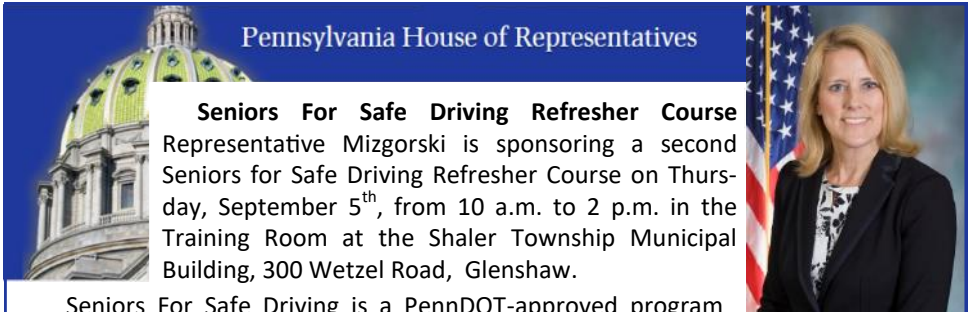 Pennsylvania House of Representatives
Seniors For Safe Driving Refresher Course
Representative Mizgorski is sponsoring a second
Seniors for Safe Driving Refresher Course on Thurs-
day, September 5th, from 10 a.m. to 2 p.m. in the
Training Room at the Shaler Township Municipal
Building, 300 Wetzel Road, Glenshaw.
Seniors For Safe Driving is a PennDOT-approved program